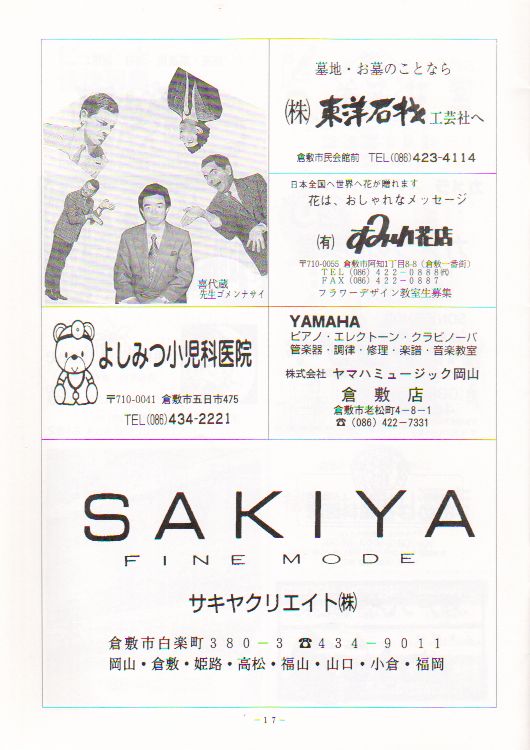 喜代蔵
先生ゴメンナサイ
墓地・お墓のことなら
㈱東洋石材工芸社へ
倉敷市民会館前 TEL(086)423-4114
日本全国へ世界へ花が贈れます
花は、おしゃれなメッセージ
㈲すみれ花店
〒710-0055 倉敷市阿知1丁目8-8(倉敷一番街)
TEL(086)422-0888㈹
FAX(086)422-0887
フラワーデザイン教室生募集
よしみつ小児科医院
〒710-0041 倉敷市五日市475
TEL(086)434-2221
YAMAHA
ピアノ・エレクトーン・クラビノーバ
管楽器・調律・修理・楽譜・音楽教室
株式会社 ヤマハミュージック岡山
倉敷店
倉敷市老松町4-8-1
☎(086)422-7331
SAKIYA
FINE MODE
サキヤクリエイト㈱
倉敷市白楽町380-3 ☎434-9011
岡山・倉敷・姫路・高松・福山・山口・小倉・福岡
-17-